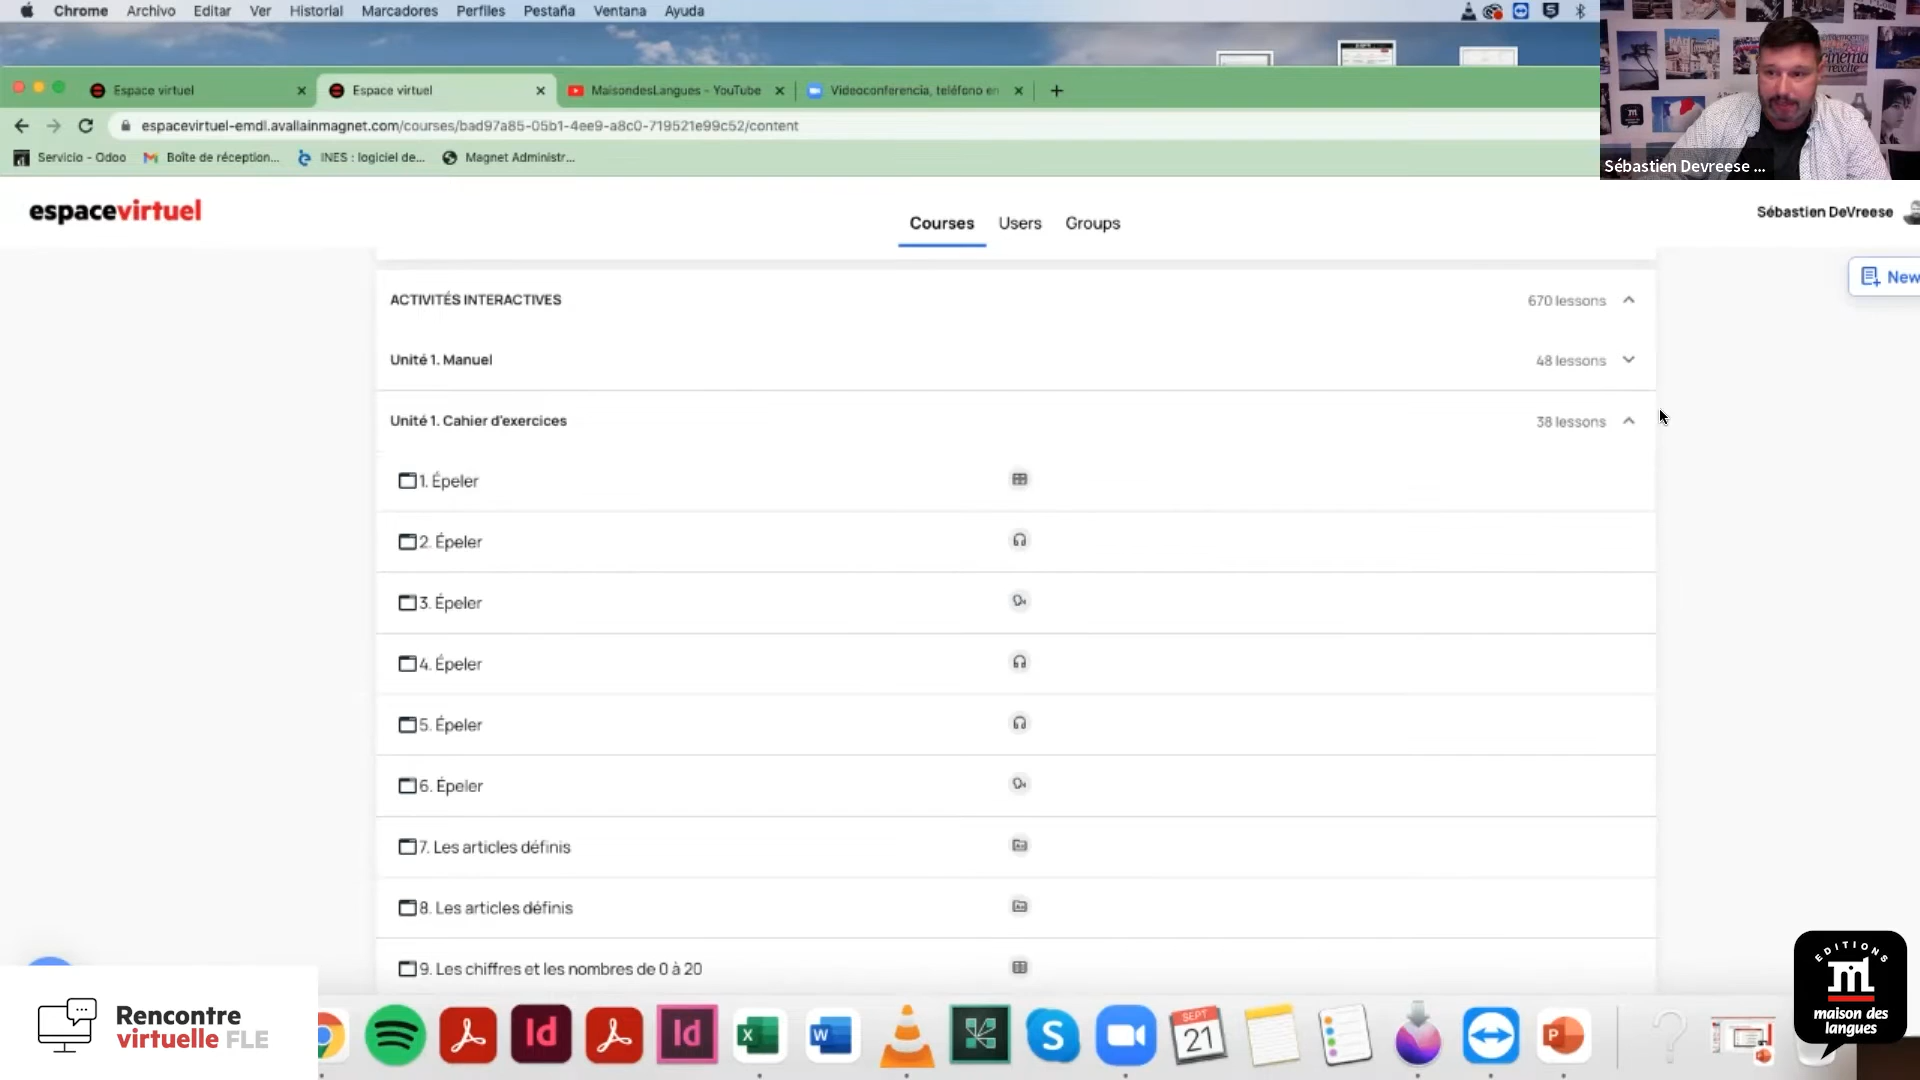 Chrome Archivo Editar Ver Historial Marcadores Perfiles Pestaña Ventana Ayuda
Espace virtuel
Espace virtuel
MaisondesLangues - YouTube
Videoconferencia, teléfono en
espacevirtuel-emdl.avallainmagnet.com/courses/bad97a85-05b1-4ee9-a8c0-719521e99c52/content
Servicio - Odoo
Boîte de réception...
INES : logiciel de...
Magnet Administr...
Sébastien Devreese ...
espacevirtuel
Courses Users Groups
Sébastien DeVreese
New
ACTIVITÉS INTERACTIVES 670 lessons
Unité 1. Manuel 48 lessons
Unité 1. Cahier d'exercices 38 lessons
1. Épeler
2. Épeler
3. Épeler
4. Épeler
5. Épeler
6. Épeler
7. Les articles définis
8. Les articles définis
9. Les chiffres et les nombres de 0 à 20
Rencontre
virtuelle FLE
SEPT
21
EDITIONS
maison des
langues